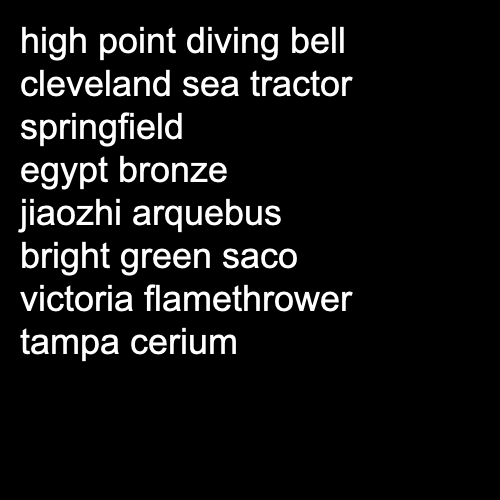 high point diving bell
cleveland sea tractor
springfield
egypt bronze
jiaozhi arquebus
bright green saco
victoria flamethrower
tampa cerium